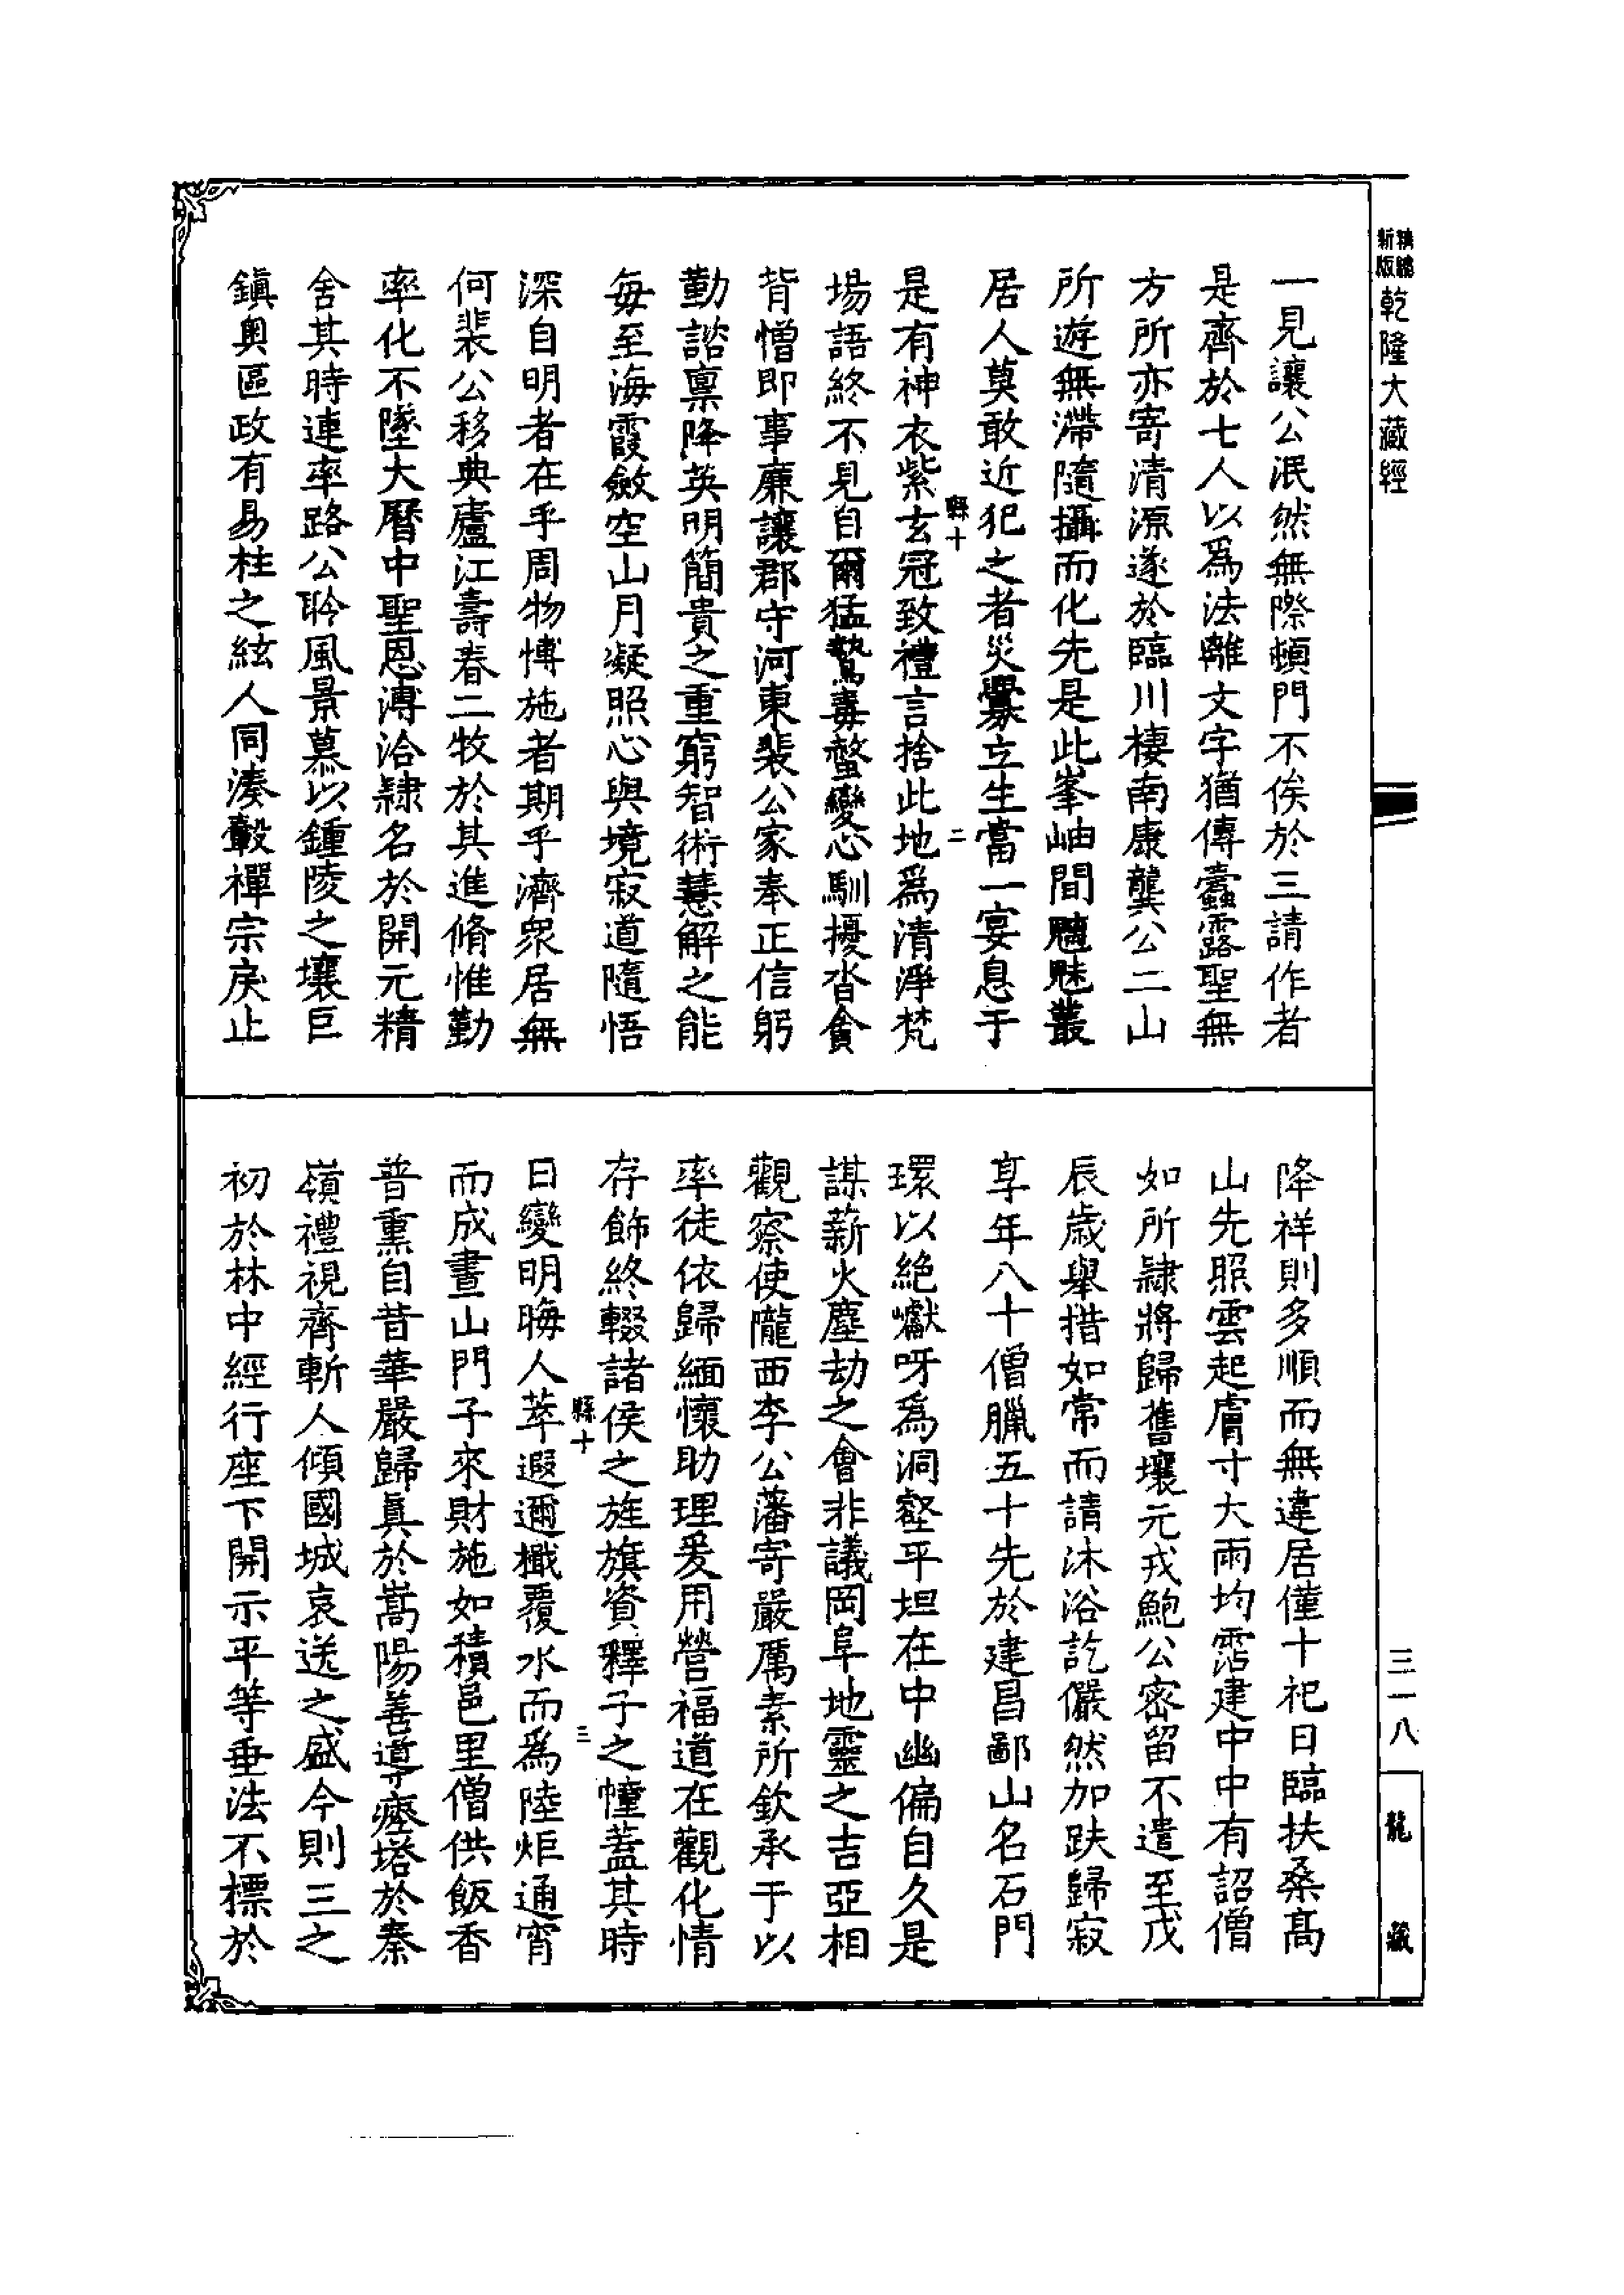 新版
乾隆大藏經
一見讓公泯然無際頓門不俟於三請作者
是齊於七人以爲法離文字猶傳蠧露聖無
方所亦寄清源遂於臨川棲南康龔公二山
所遊無滯隨攝而化先是此峯岫間魑魅叢
居人莫敢近犯之者災釁立生當一宴息于
縣十
二
是有神衣紫玄冠致禮言捨此地爲清淨梵
場語終不見自爾猛鷙毒螫變心馴擾沓貪
背憎即事廉讓郡守河東裴公家奉正信躬
勤諮稟降英明簡貴之重窮智術慧解之能
每至海霞斂空山月凝照心與境寂道隨悟
深自明者在乎周物博施者期乎濟衆居無
何裴公移典廬江壽春二牧於其進脩惟勤
率化不墜大曆中聖恩溥洽隷名於開元精
舍其時連率路公聆風景慕以鍾陵之壤巨
鎭奧區政有易柱之絃人同湊轂禪宗戾止
降祥則多順而無違居僅十祀日臨扶桑高
山先照雲起膚寸大雨均霑建中中有詔僧
如所隷將歸舊壤元戎鮑公密留不遣至戊
辰歲舉措如常而請沐浴訖儼然加趺歸寂
享年八十僧臘五十先於建昌鄙山名石門
環以絶巘呀爲洞壑平坦在中幽偏自久是
謀薪火塵劫之會非議岡阜地靈之吉亞相
觀察使隴西李公藩寄嚴厲素所欽承于以
率徒依歸緬懷助理爰用營福道在觀化情
存飾終輟諸侯之旌旗資釋子之幢蓋其時
縣十
三
日變明晦人萃遐邇檝覆水而爲陸炬通宵
而成晝山門子來財施如積邑里僧供飯香
普熏自昔華嚴歸眞於嵩陽善導瘞塔於秦
嶺禮視齊斬人傾國城哀送之盛今則三之
初於林中經行座下開示平等垂法不標於
三一八
龍藏